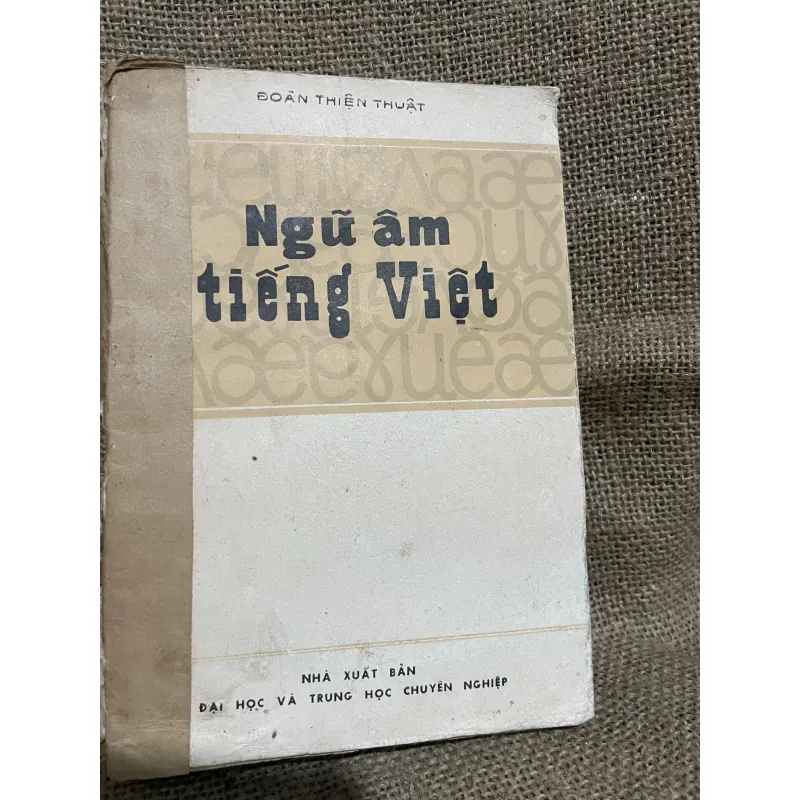 ĐOÀN THIỆN THUẬT
Ngữ âm
tiếng Việt
NHÀ XUẤT BẢN
ĐẠI HỌC VÀ TRUNG HỌC CHUYÊN NGHIỆP